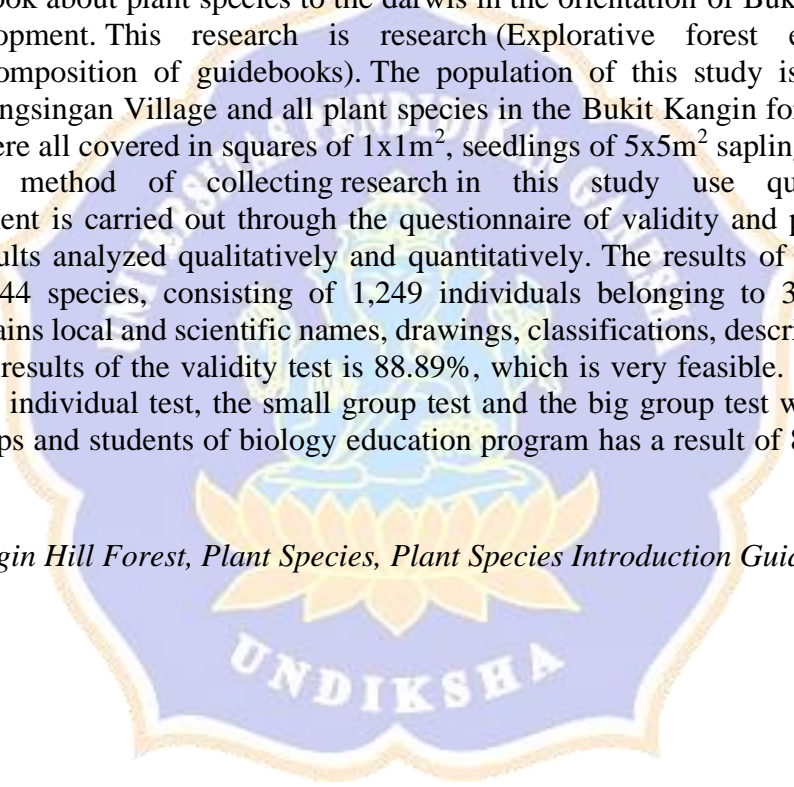 ook about plant species to the darwis in the orientation of Buk
opment. This research is research (Explorative forest e
omposition of guidebooks). The population of this study is
ngsingan Village and all plant species in the Bukit Kangin for
ere all covered in squares of 1x1m², seedlings of 5x5m² sapling
method of collecting research in this study use qu
ent is carried out through the questionnaire of validity and p
ults analyzed qualitatively and quantitatively. The results of
44 species, consisting of 1,249 individuals belonging to 3
ains local and scientific names, drawings, classifications, descri
results of the validity test is 88.89%, which is very feasible.
individual test, the small group test and the big group test w
ps and students of biology education program has a result of 8
gin Hill Forest, Plant Species, Plant Species Introduction Guid
UNIVERSITAS PENDIDIKAN GANESHA
UNDIKSHA